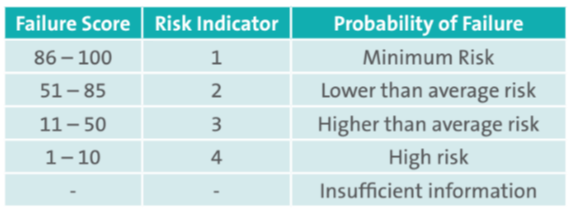 Failure Score Risk Indicator Probability of Failure
86 – 100 1 Minimum Risk
51 – 85 2 Lower than average risk
11 – 50 3 Higher than average risk
1 – 10 4 High risk
- - Insufficient information